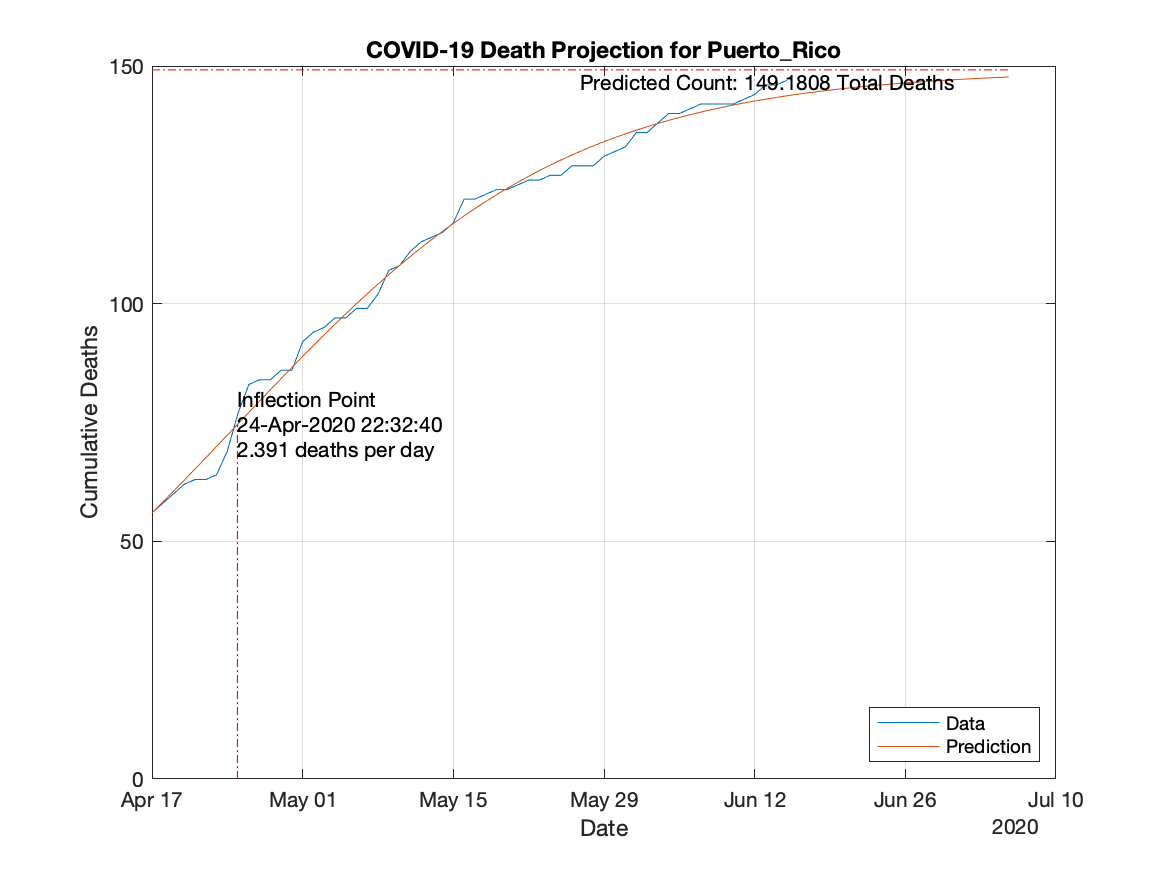 COVID-19 Death Projection for Puerto_Rico
150
Predicted Count: 149.1808 Total Deaths
100
Cumulative Deaths
Inflection Point
24-Apr-2020 22:32:40
2.391 deaths per day
50
Data
Prediction
0
Apr 17 May 01 May 15 May 29 Jun 12 Jun 26 Jul 10
Date
2020